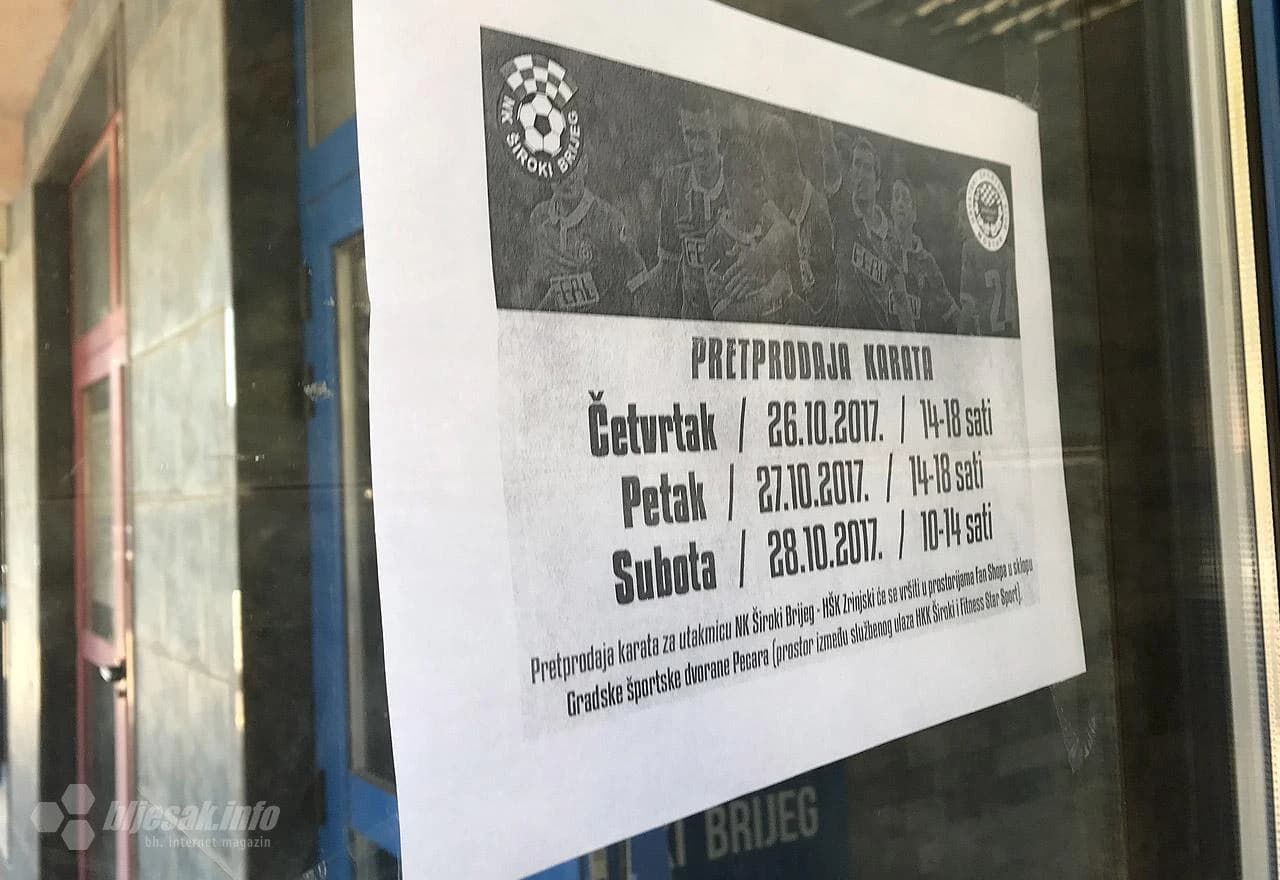 NK ŠIROKI BRIJEG
FEAL
FEAL
2
PRETPRODAJA KARATA
Četvrtak / 26.10.2017. / 14-18 sati
Petak / 27.10.2017. / 14-18 sati
Subota / 28.10.2017. / 10-14 sati
Pretprodaja karata za utakmicu NK Široki Brijeg - HŠK Zrinjski će se vršiti u prostorijama Fan Shopa u sklopu
Gradske športske dvorane Pecara (prostor između službenog ulaza HKK Široki i Fitness Star Sport).
BRIJEG
bljesak.info
bh. internet magazin